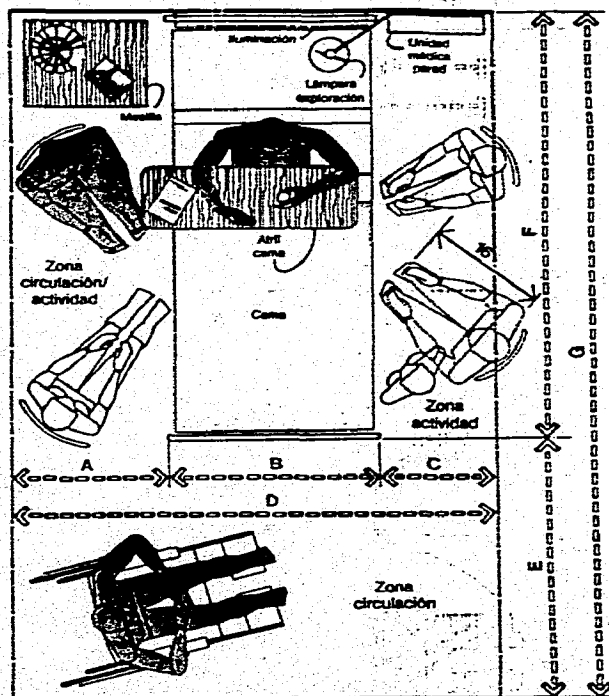 Iluminación
Lámpara
exploración
Unidad
médica
pared
Mesilla
Atril
cama
Zona
circulación/
actividad
Cama
Zona
actividad
A
B
C
D
F
G
E
Zona
circulación